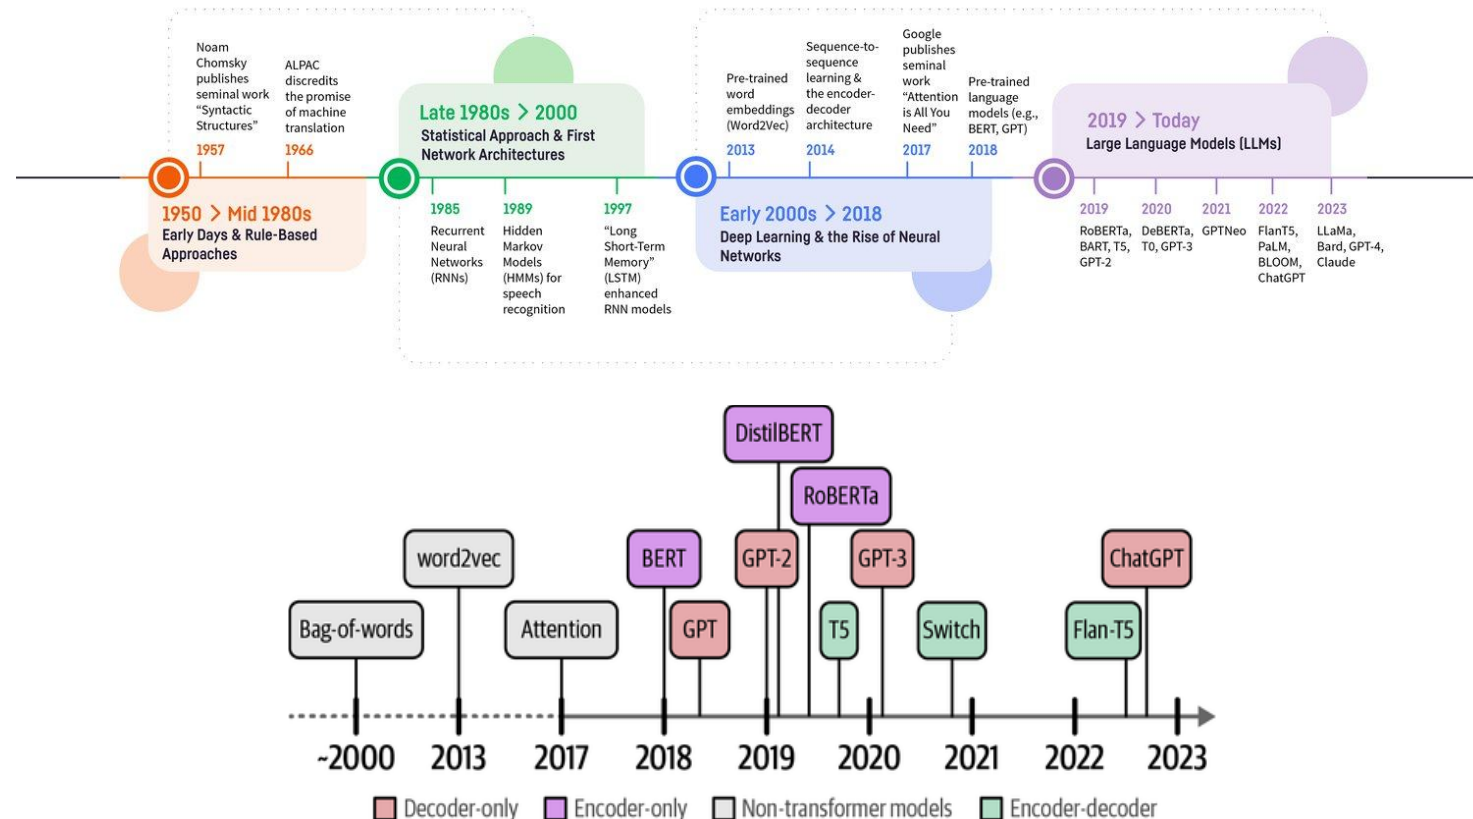 Noam
Chomsky
publishes
seminal work
“Syntactic
Structures”
1957
ALPAC
discredits
the promise
of machine
translation
1966
1950 > Mid 1980s
Early Days & Rule-Based
Approaches
Late 1980s > 2000
Statistical Approach & First
Network Architectures
1985
Recurrent
Neural
Networks
(RNNs)
1989
Hidden
Markov
Models
(HMMs) for
speech
recognition
1997
“Long
Short-Term
Memory”
(LSTM)
enhanced
RNN models
Pre-trained
word
embeddings
(Word2Vec)
2013
Sequence-to-
sequence
learning &
the encoder-
decoder
architecture
2014
Google
publishes
seminal
work
“Attention
is All You
Need”
2017
Pre-trained
language
models (e.g.,
BERT, GPT)
2018
Early 2000s > 2018
Deep Learning & the Rise of Neural
Networks
2019 > Today
Large Language Models (LLMs)
2019
RoBERTa,
BART, T5,
GPT-2
2020
DeBERTa,
T0, GPT-3
2021
GPTNeo
2022
FlanT5,
PaLM,
BLOOM,
ChatGPT
2023
LLaMa,
Bard, GPT-4,
Claude
DistilBERT
RoBERTa
word2vec
BERT
GPT-2
GPT-3
ChatGPT
Bag-of-words
Attention
GPT
T5
Switch
Flan-T5
~2000 2013 2017 2018 2019 2020 2021 2022 2023
Decoder-only Encoder-only Non-transformer models Encoder-decoder